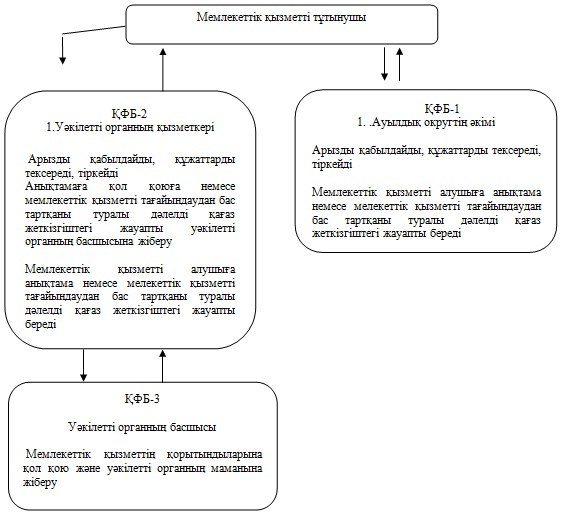 Мемлекеттік қызметті тұтынушы
ҚФБ-2
1.Уәкілетті органның қызметкері
Арызды қабылдайды, құжаттарды
тексереді, тіркейді
Анықтамаға қол қоюға немесе
мемлекеттік қызметті тағайындаудан бас
тартқаны туралы дәлелді қағаз
жеткізгіштегі жауапты уәкілетті
органның басшысына жіберу
Мемлекеттік қызметті алушыға
анықтама немесе мелекеттік қызметті
тағайындаудан бас тартқаны туралы
дәлелді қағаз жеткізгіштегі жауапты
береді
ҚФБ-1
1. .Ауылдық округтің әкімі
Арызды қабылдайды, құжаттарды тексереді,
тіркейді
Мемлекеттік қызметті алушыға анықтама
немесе мелекеттік қызметті тағайындаудан
бас тартқаны туралы дәлелді қағаз
жеткізгіштегі жауапты береді
ҚФБ-3
Уәкілетті органның басшысы
Мемлекеттік қызметтің қорытындыларына
қол қою және уәкілетті органның маманына
жіберу